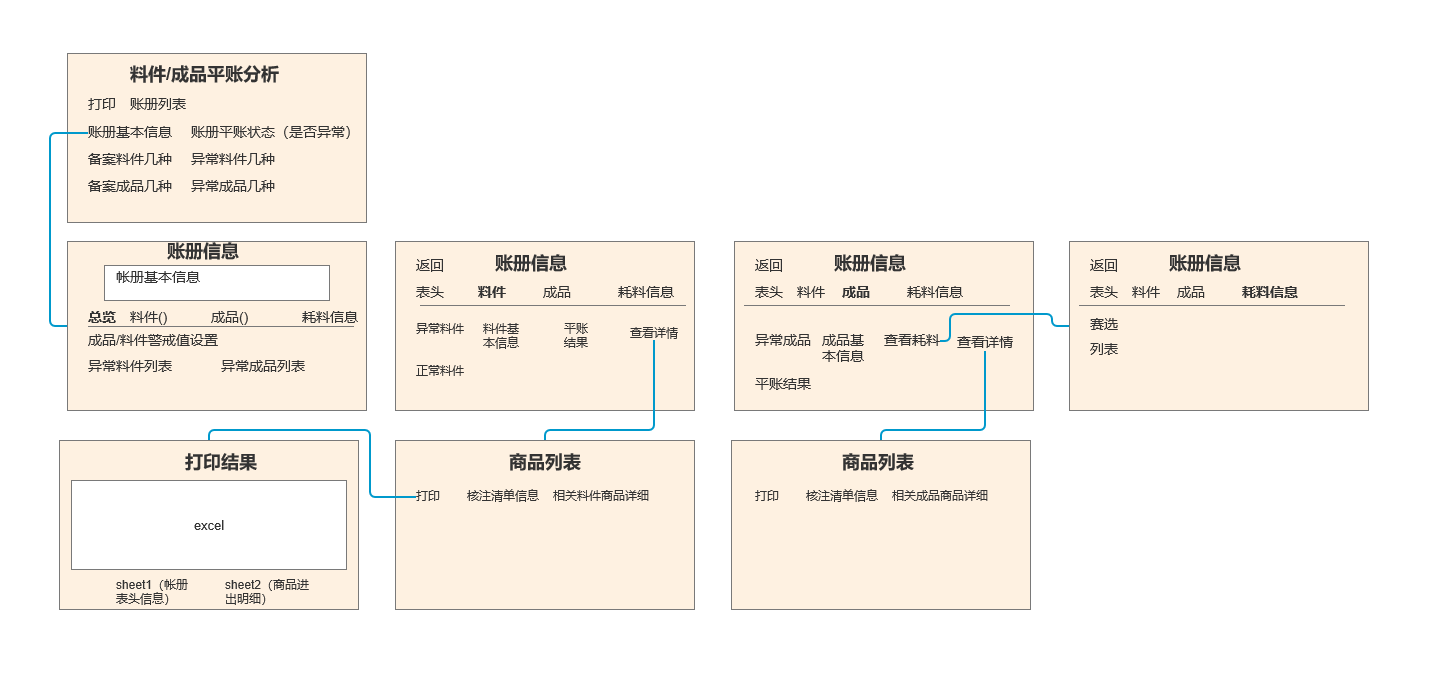 料件/成品平账分析
打印 账册列表
账册基本信息 账册平账状态（是否异常）
备案料件几种 异常料件几种
备案成品几种 异常成品几种
账册信息
帐册基本信息
总览 料件() 成品() 耗料信息
成品/料件警戒值设置
异常料件列表 异常成品列表
返回 账册信息
表头 料件 成品 耗料信息
异常料件 料件基
本信息 平账
结果 查看详情
正常料件
返回 账册信息
表头 料件 成品 耗料信息
异常成品 成品基
本信息 查看耗料 查看详情
平账结果
返回 账册信息
表头 料件 成品 耗料信息
赛选
列表
打印结果
excel
sheet1（帐册
表头信息）
sheet2（商品进
出明细）
商品列表
打印 核注清单信息 相关料件商品详细
商品列表
打印 核注清单信息 相关成品商品详细